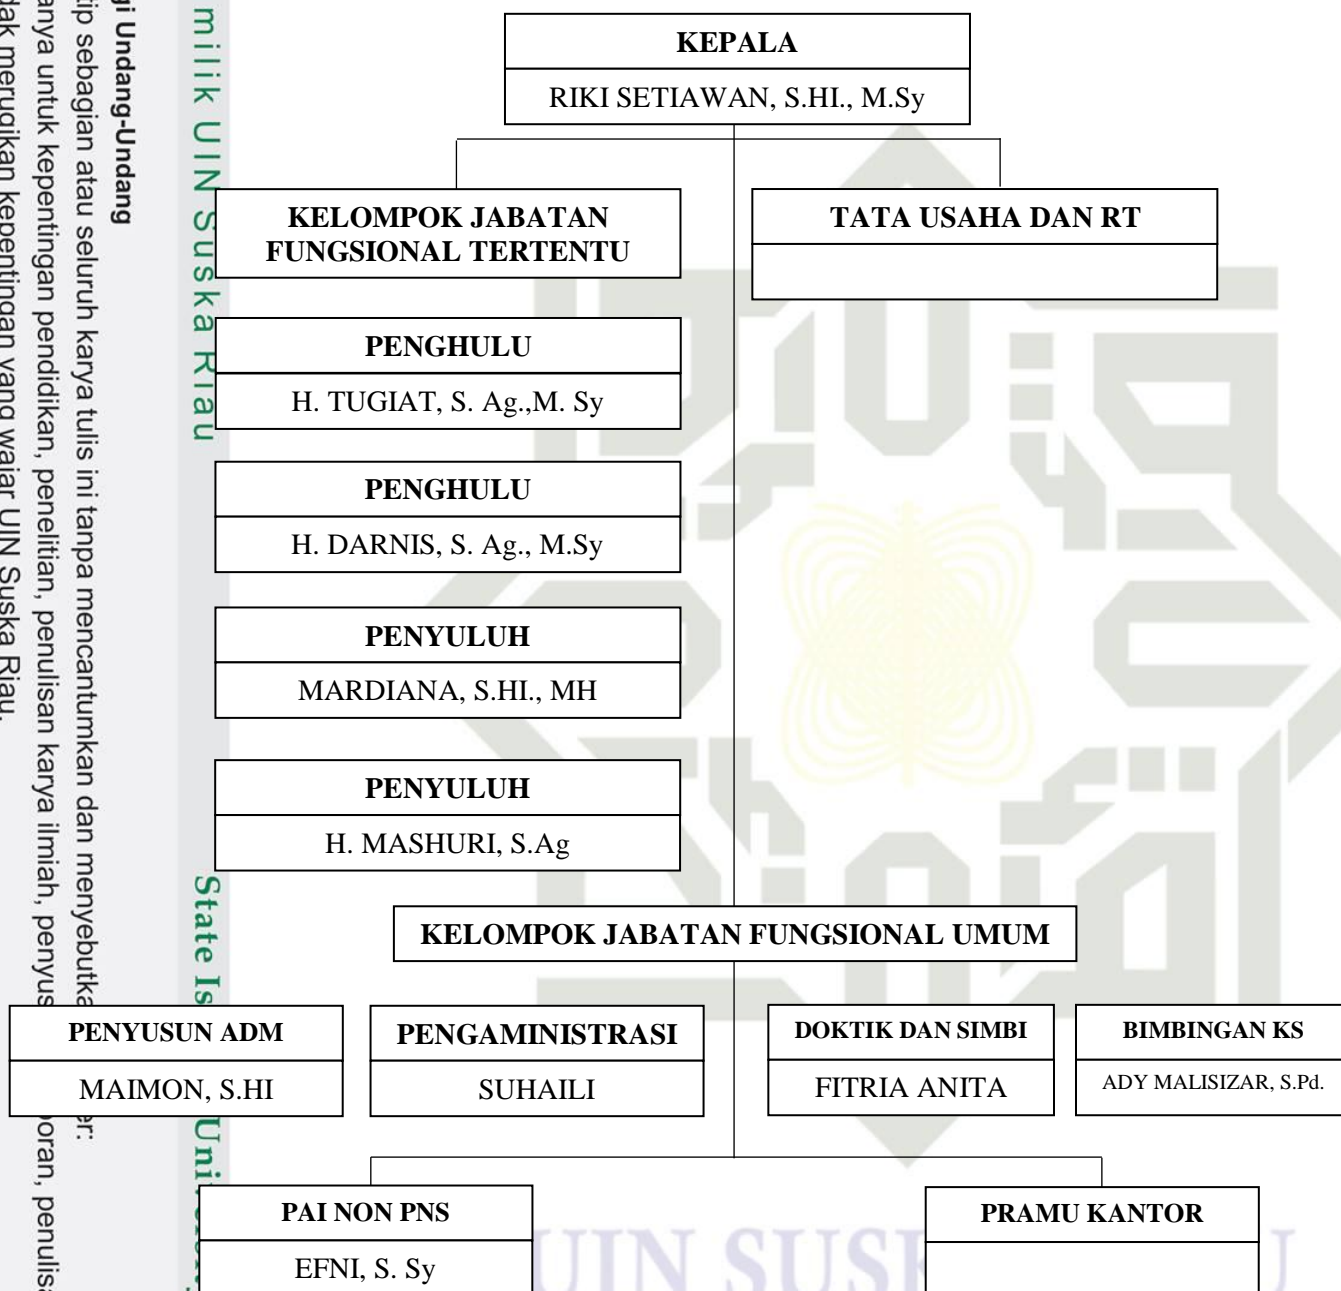 KEPALA
RIKI SETIAWAN, S.HI., M.Sy
KELOMPOK JABATAN
FUNGSIONAL TERTENTU
TATA USAHA DAN RT
PENGHULU
H. TUGIAT, S. Ag.,M. Sy
PENGHULU
H. DARNIS, S. Ag., M.Sy
PENYULUH
MARDIANA, S.HI., MH
PENYULUH
H. MASHURI, S.Ag
KELOMPOK JABATAN FUNGSIONAL UMUM
PENYUSUN ADM
MAIMON, S.HI
PENGAMINISTRASI
SUHAILI
DOKTIK DAN SIMBI
FITRIA ANITA
BIMBINGAN KS
ADY MALISIZAR, S.Pd.
PAI NON PNS
EFNI, S. Sy
PRAMU KANTOR
UIN SUS
milik UIN Suska Riau
State Is
Uni
Undang-Undang
sebagian atau seluruh karya tulis ini tanpa mencantumkan dan menyebutka
untuk kepentingan pendidikan, penelitian, penulisan karya ilmiah, penyus oran, penulisa
merugikan kepentingan yang wajar UIN Suska Riau.